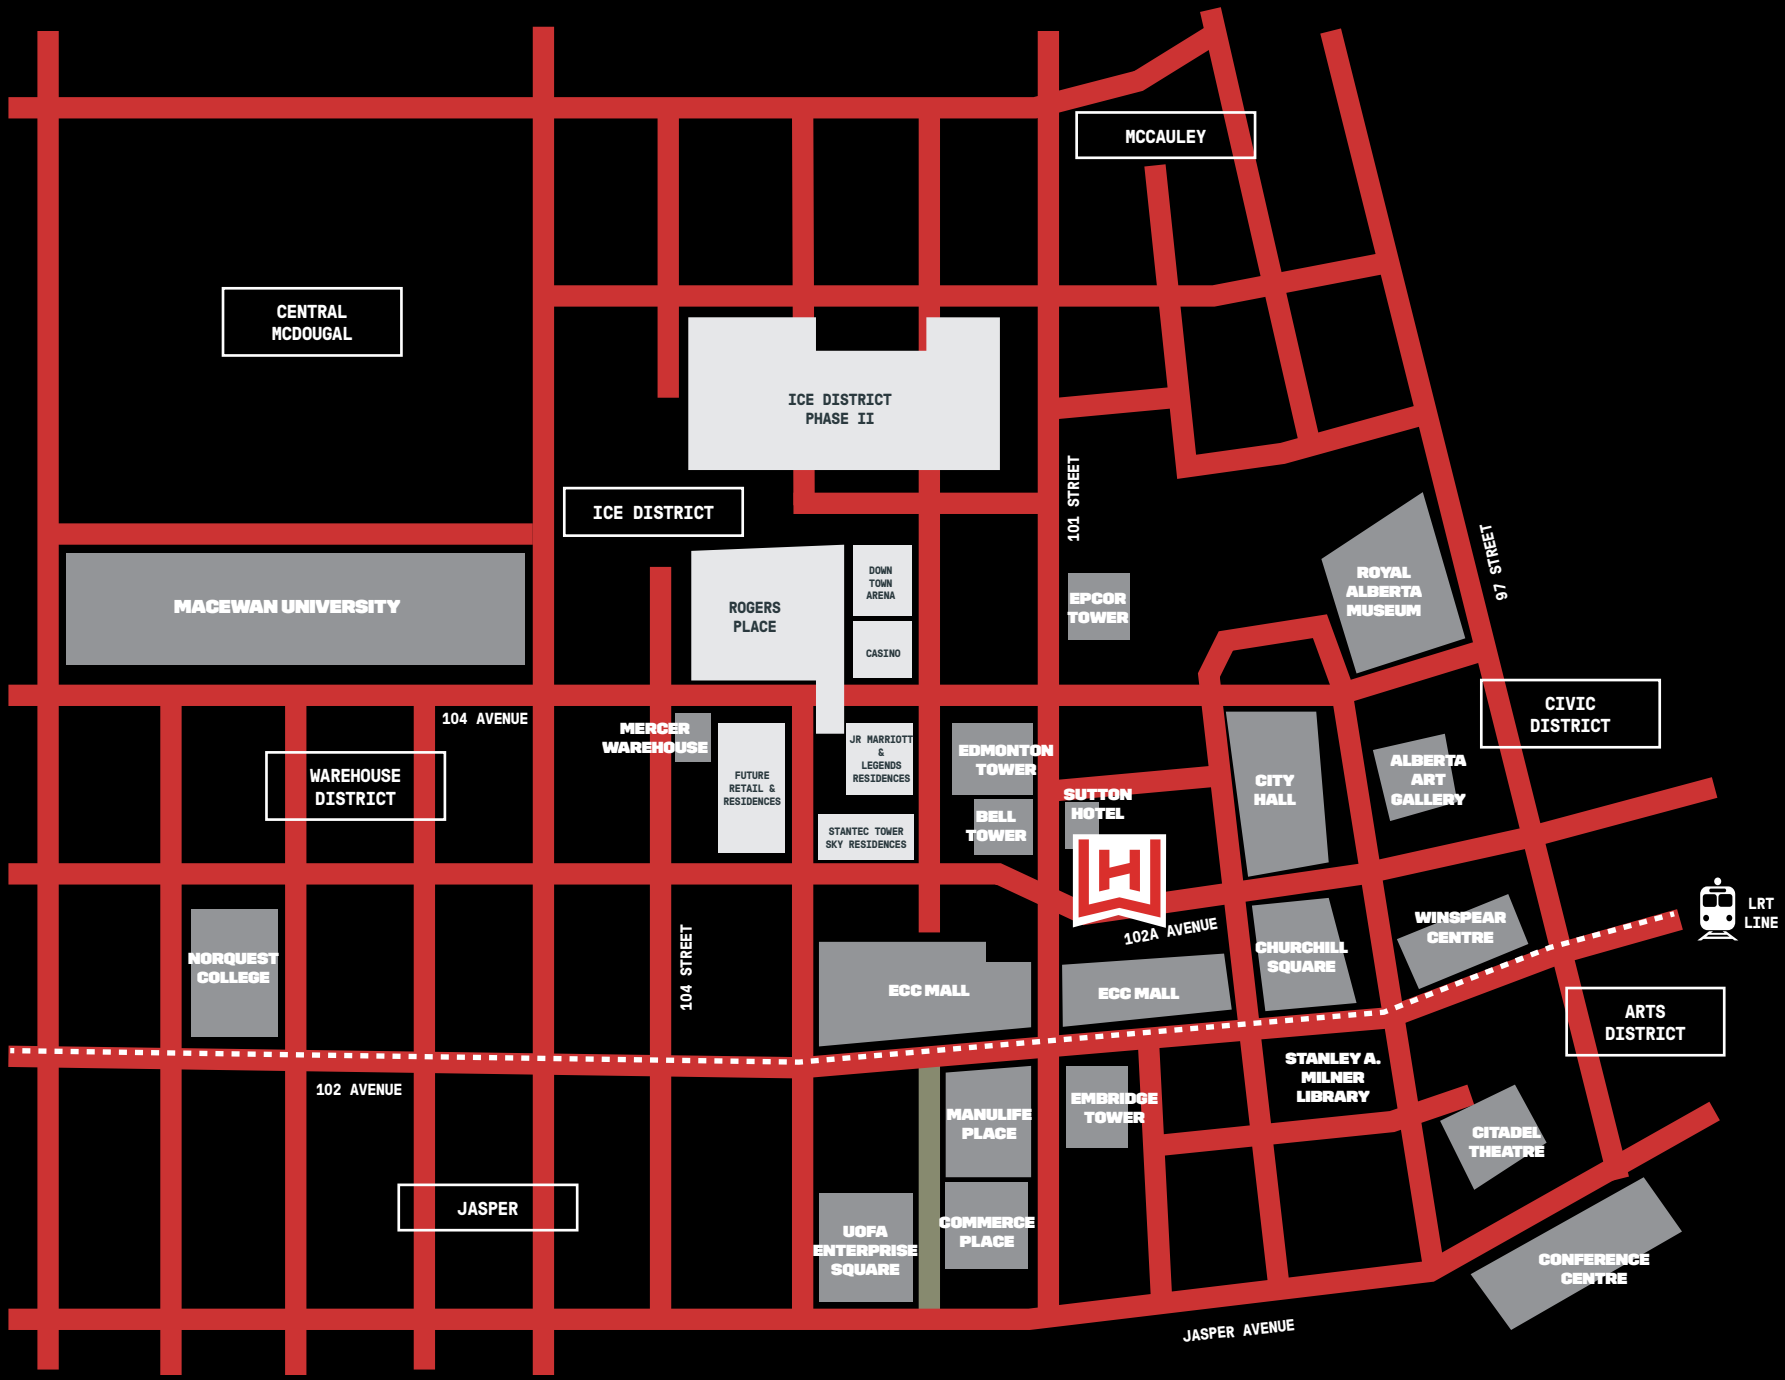 MCCAULEY
CENTRAL
MCDOUGAL
ICE DISTRICT
PHASE II
101 STREET
ICE DISTRICT
97 STREET
MACEWAN UNIVERSITY
ROGERS
PLACE
DOWN
TOWN
ARENA
CASINO
EPCOR
TOWER
ROYAL
ALBERTA
MUSEUM
104 AVENUE
MERCER
WAREHOUSE
CIVIC
DISTRICT
WAREHOUSE
DISTRICT
FUTURE
RETAIL &
RESIDENCES
JR MARRIOTT
&
LEGENDS
RESIDENCES
EDMONTON
TOWER
STANTEC TOWER
SKY RESIDENCES
BELL
TOWER
SUTTON
HOTEL
CITY
HALL
ALBERTA
ART
GALLERY
H
102A AVENUE
NORQUEST
COLLEGE
104 STREET
ECC MALL
ECC MALL
CHURCHILL
SQUARE
WINSPEAR
CENTRE
LRT
LINE
ARTS
DISTRICT
102 AVENUE
MANULIFE
PLACE
EMBRIDGE
TOWER
STANLEY A.
MILNER
LIBRARY
CITADEL
THEATRE
JASPER
UOFA
ENTERPRISE
SQUARE
COMMERCE
PLACE
CONFERENCE
CENTRE
JASPER AVENUE